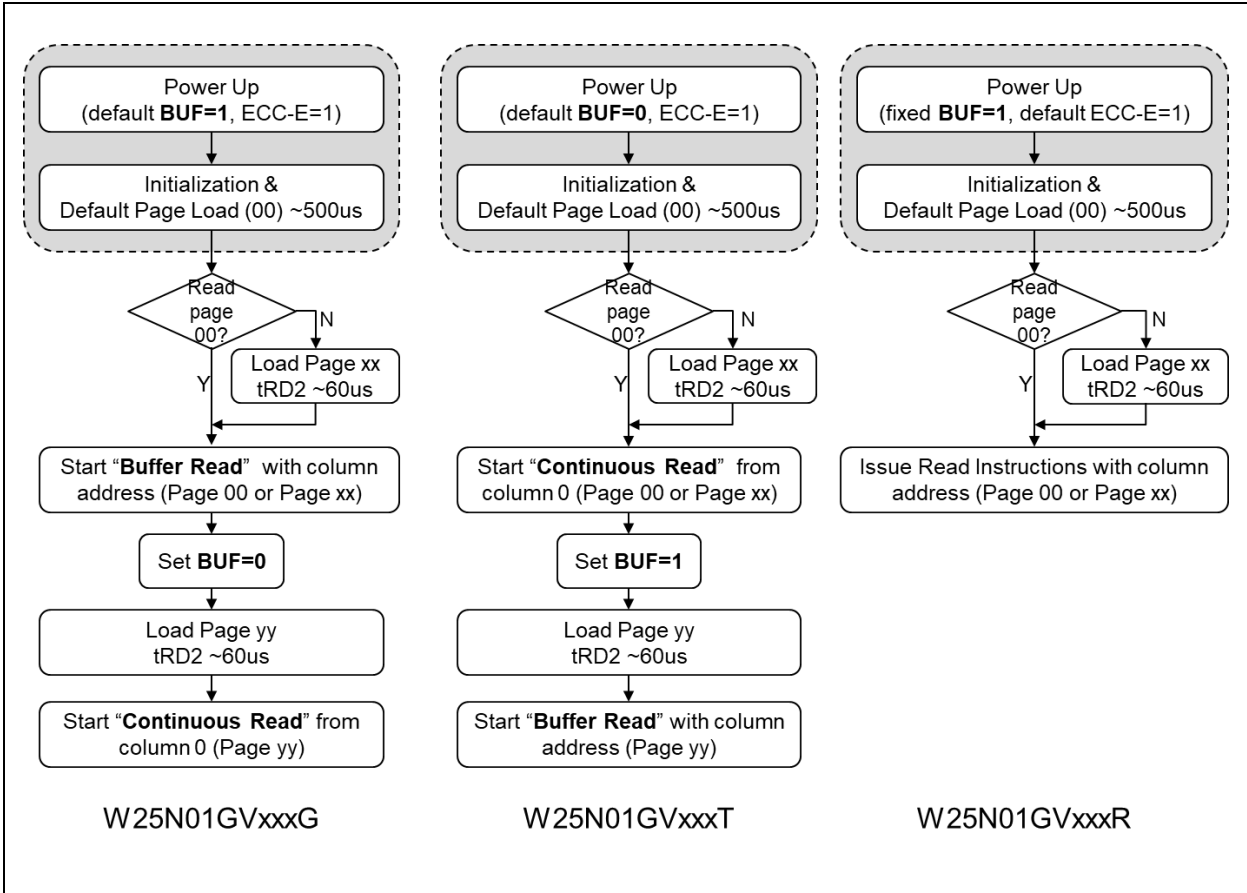 Power Up
(default BUF=1, ECC-E=1)
Initialization &
Default Page Load (00) ~500us
Read
page
00?
N
Load Page xx
tRD2 ~60us
Y
Start “Buffer Read” with column
address (Page 00 or Page xx)
Set BUF=0
Load Page yy
tRD2 ~60us
Start “Continuous Read” from
column 0 (Page yy)
W25N01GVxxxG
Power Up
(default BUF=0, ECC-E=1)
Initialization &
Default Page Load (00) ~500us
Read
page
00?
N
Load Page xx
tRD2 ~60us
Y
Start “Continuous Read” from
column 0 (Page 00 or Page xx)
Set BUF=1
Load Page yy
tRD2 ~60us
Start “Buffer Read” with column
address (Page yy)
W25N01GVxxxT
Power Up
(fixed BUF=1, default ECC-E=1)
Initialization &
Default Page Load (00) ~500us
Read
page
00?
N
Load Page xx
tRD2 ~60us
Y
Issue Read Instructions with column
address (Page 00 or Page xx)
W25N01GVxxxR